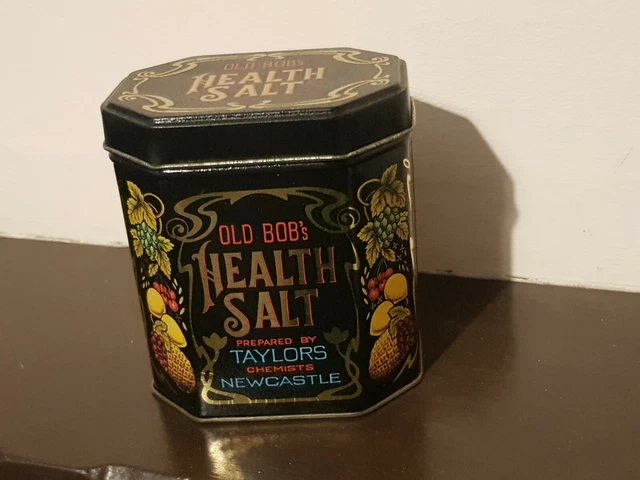 OLD BOB's
HEALTH
SALT
OLD BOB's
HEALTH
SALT
PREPARED BY
TAYLORS
CHEMISTS
NEWCASTLE